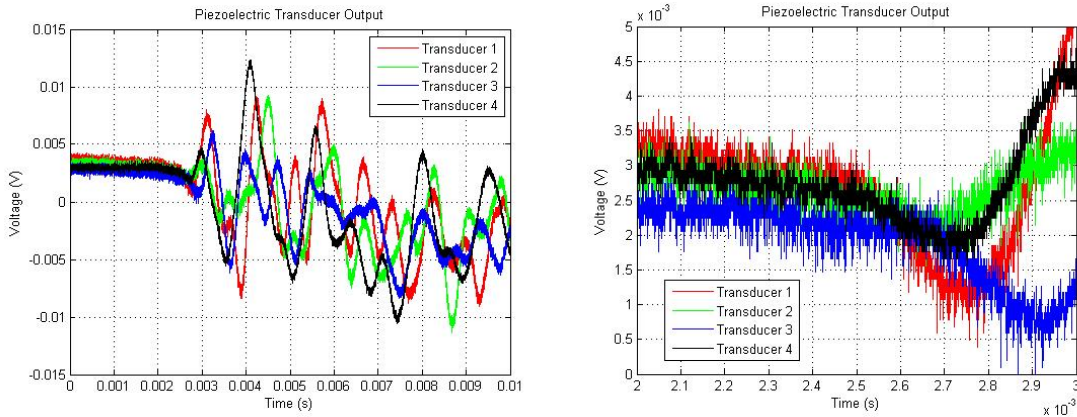 Piezoelectric Transducer Output
0.015
0.01
0.005
0
-0.005
-0.01
-0.015
Voltage (V)
Transducer 1
Transducer 2
Transducer 3
Transducer 4
0 0.001 0.002 0.003 0.004 0.005 0.006 0.007 0.008 0.009 0.01
Time (s)
x 10⁻³
Piezoelectric Transducer Output
5
4.5
4
3.5
3
2.5
2
1.5
1
0.5
0
Voltage (V)
Transducer 1
Transducer 2
Transducer 3
Transducer 4
2 2.1 2.2 2.3 2.4 2.5 2.6 2.7 2.8 2.9 3
Time (s)
x 10⁻³